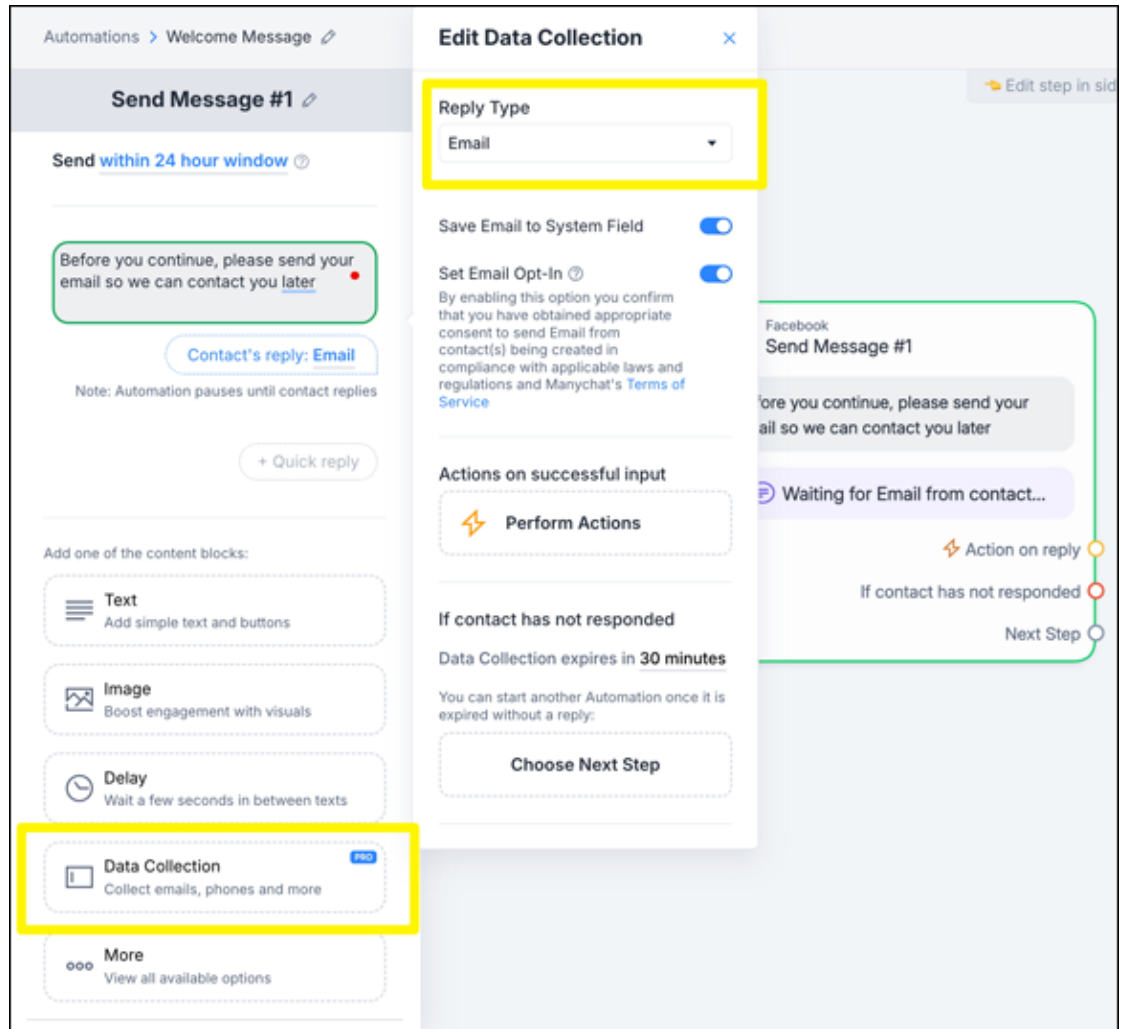 Automations > Welcome Message
Send Message #1
Send within 24 hour window
Before you continue, please send your
email so we can contact you later
Contact's reply: Email
Note: Automation pauses until contact replies
+ Quick reply
Add one of the content blocks:
Text
Add simple text and buttons
Image
Boost engagement with visuals
Delay
Wait a few seconds in between texts
Data Collection
PRO
Collect emails, phones and more
More
View all available options
Edit Data Collection
Reply Type
Email
Save Email to System Field
Set Email Opt-In
By enabling this option you confirm
that you have obtained appropriate
consent to send Email from
contact(s) being created in
compliance with applicable laws and
regulations and Manychat's Terms of
Service
Actions on successful input
Perform Actions
If contact has not responded
Data Collection expires in 30 minutes
You can start another Automation once it is
expired without a reply:
Choose Next Step
Edit step in sid
Facebook
Send Message #1
fore you continue, please send your
ail so we can contact you later
Waiting for Email from contact...
Action on reply
If contact has not responded
Next Step